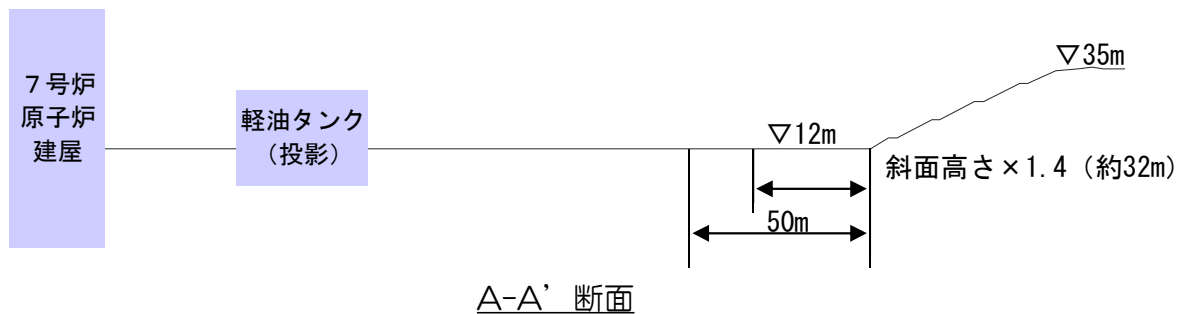 ▽35m
7号炉
原子炉
建屋
軽油タンク
（投影）
▽12m
斜面高さ×1.4（約32m）
50m
A-A’断面